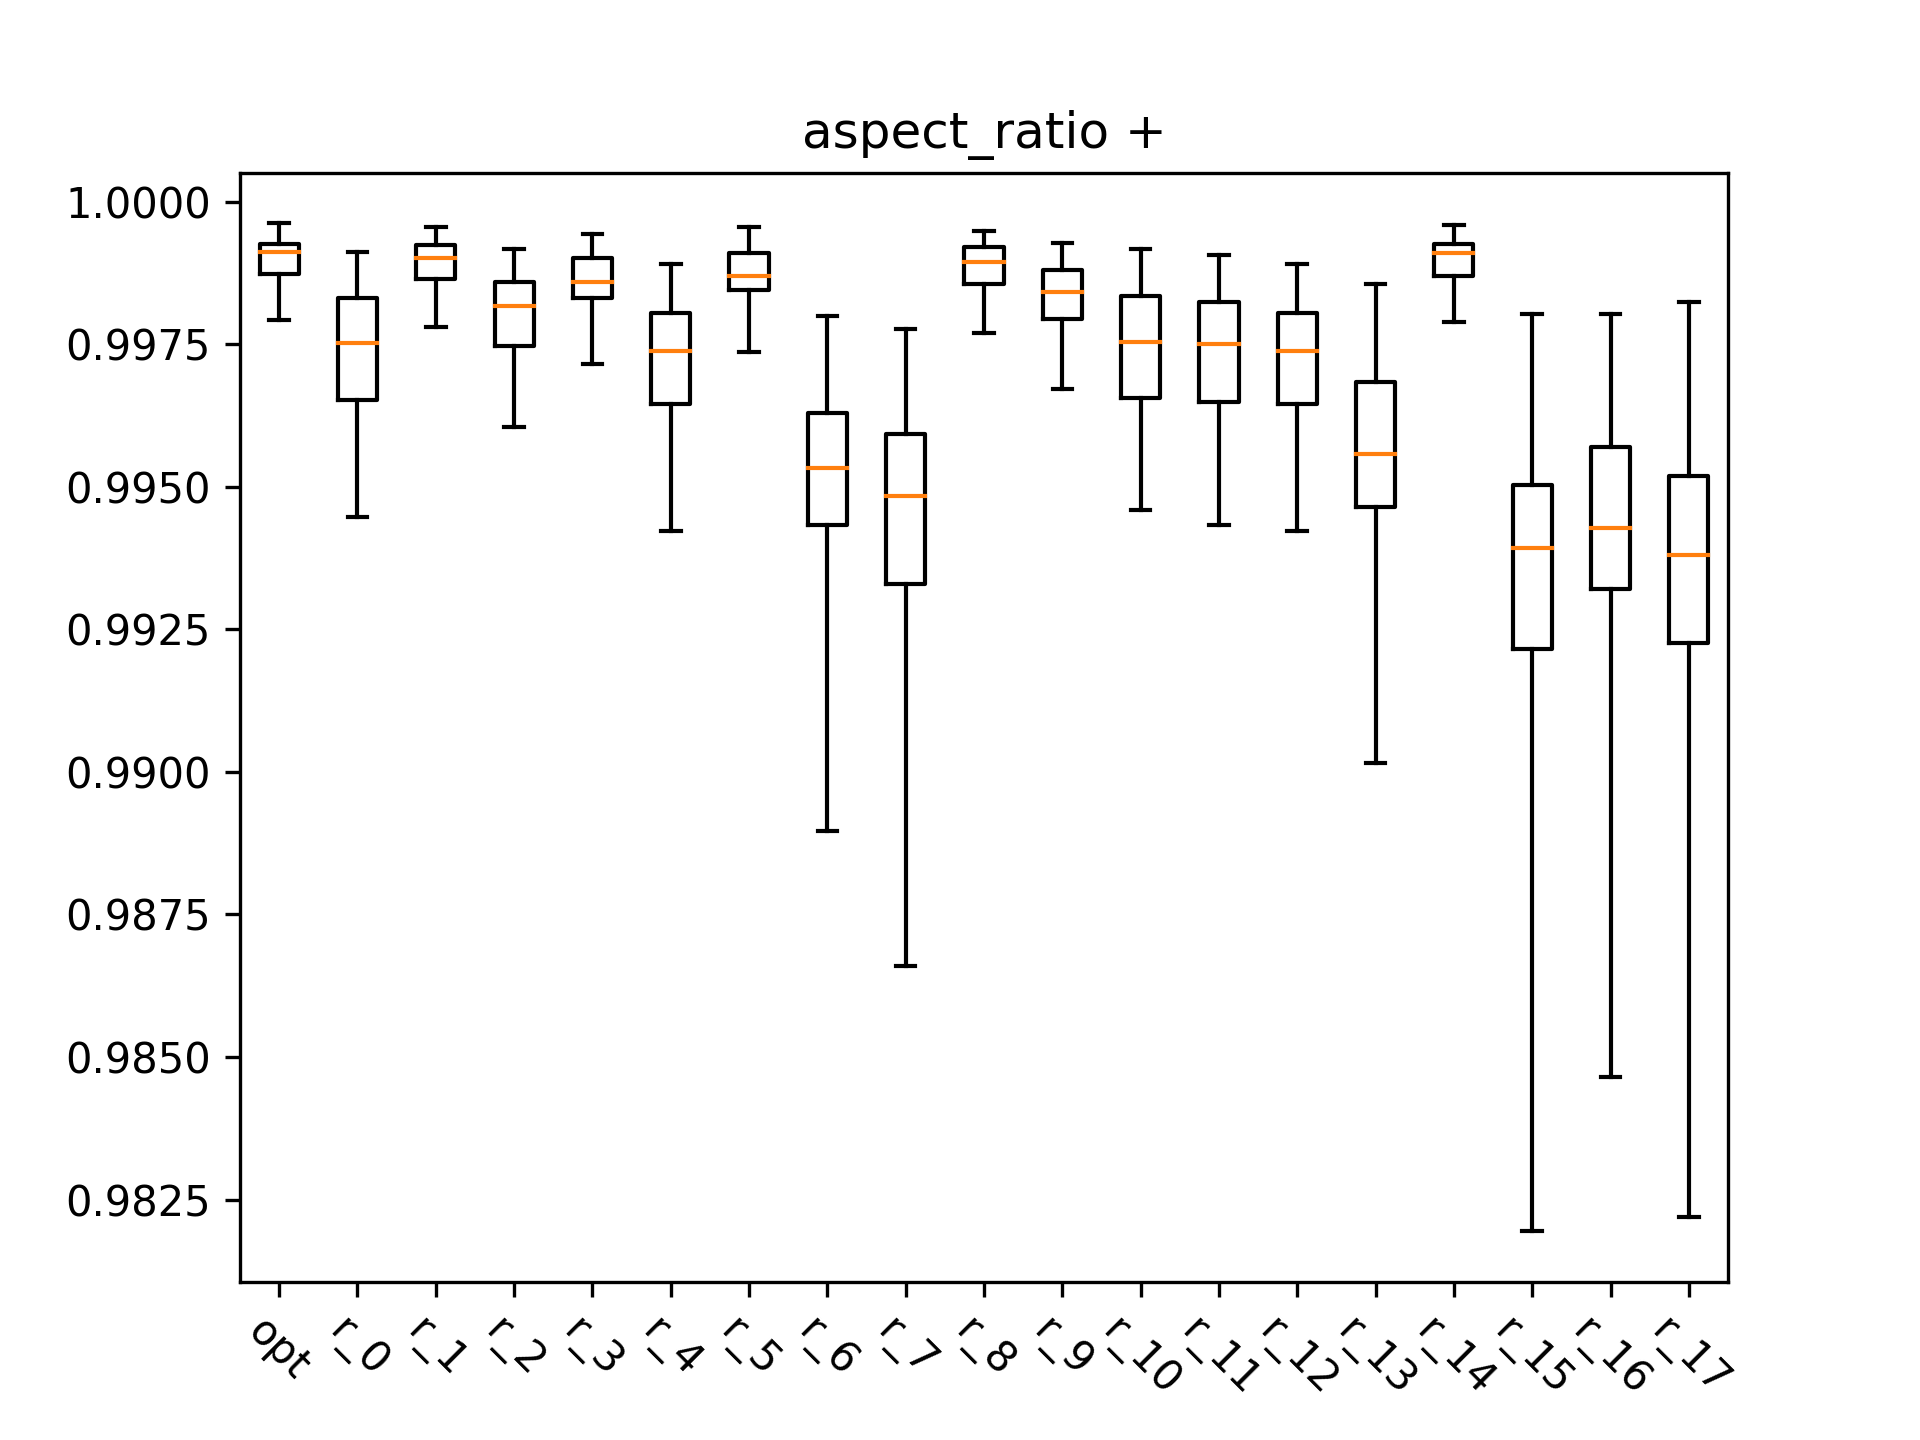 aspect_ratio +
1.0000
0.9975
0.9950
0.9925
0.9900
0.9875
0.9850
0.9825
opt
r_0
r_1
r_2
r_3
r_4
r_5
r_6
r_7
r_8
r_9
r_10
r_11
r_12
r_13
r_14
r_15
r_16
r_17